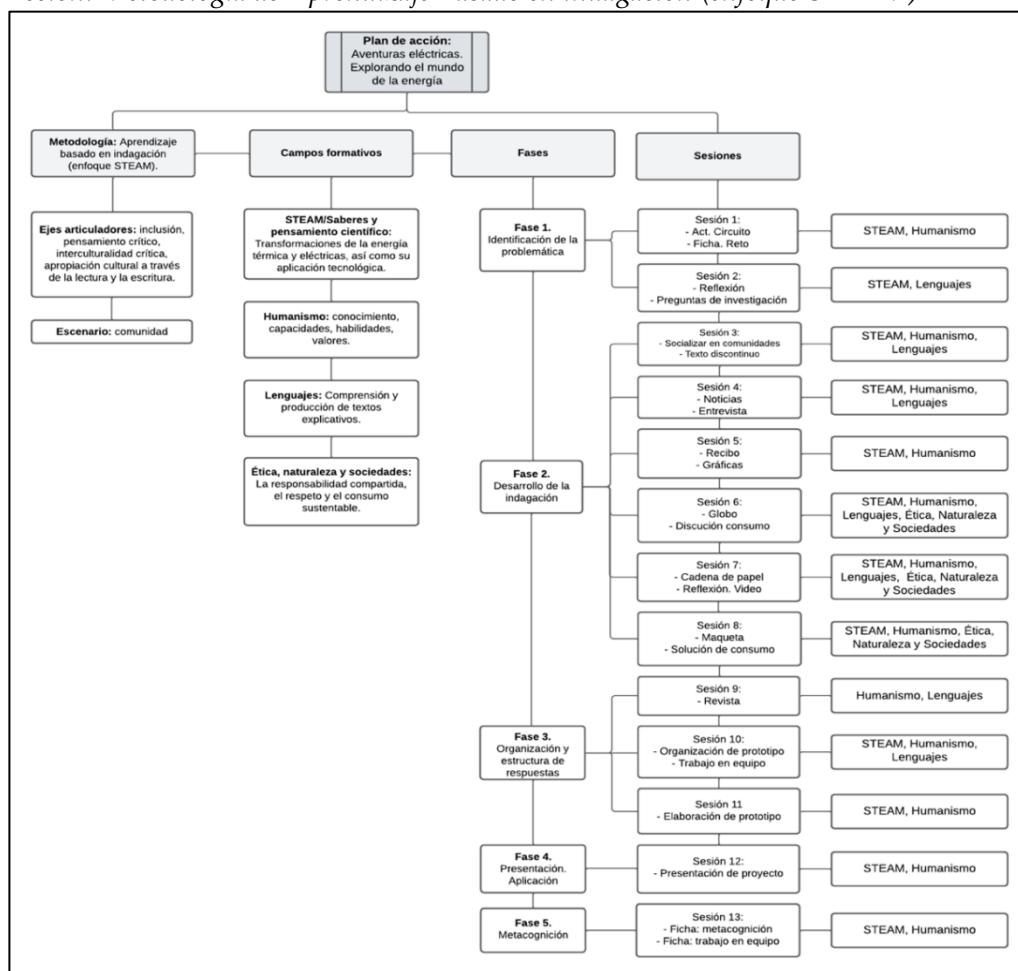 Plan de acción:
Aventuras eléctricas.
Explorando el mundo
de la energía
Metodología: Aprendizaje
basado en indagación
(enfoque STEAM).
Campos formativos
Fases
Sesiones
Ejes articuladores: inclusión,
pensamiento crítico,
interculturalidad crítica,
apropiación cultural a través
de la lectura y la escritura.
Escenario: comunidad
STEAM/Saberes y
pensamiento científico:
Transformaciones de la energía
térmica y eléctricas, así como su
aplicación tecnológica.
Humanismo: conocimiento,
capacidades, habilidades,
valores.
Lenguajes: Comprensión y
producción de textos
explicativos.
Ética, naturaleza y sociedades:
La responsabilidad compartida,
el respeto y el consumo
sustentable.
Fase 1.
Identificación de la
problemática
Sesión 1:
- Act. Circuito
- Ficha. Reto
STEAM, Humanismo
Sesión 2:
- Reflexión
- Preguntas de investigación
STEAM, Lenguajes
Fase 2.
Desarrollo de la
indagación
Sesión 3:
- Socializar en comunidades
- Texto discontinuo
STEAM, Humanismo,
Lenguajes
Sesión 4:
- Noticias
- Entrevista
STEAM, Humanismo,
Lenguajes
Sesión 5:
- Recibo
- Gráficas
STEAM, Humanismo
Sesión 6:
- Globo
- Discución consumo
STEAM, Humanismo,
Lenguajes, Ética, Naturaleza
y Sociedades
Sesión 7:
- Cadena de papel
- Reflexión. Video
STEAM, Humanismo,
Lenguajes, Ética, Naturaleza
y Sociedades
Sesión 8:
- Maqueta
- Solución de consumo
STEAM, Humanismo, Ética,
Naturaleza y Sociedades
Fase 3.
Organización y
estructura de
respuestas
Sesión 9:
- Revista
Humanismo, Lenguajes
Sesión 10:
- Organización de prototipo
- Trabajo en equipo
STEAM, Humanismo,
Lenguajes
Sesión 11
- Elaboración de prototipo
STEAM, Humanismo
Fase 4.
Presentación.
Aplicación
Sesión 12:
- Presentación de proyecto
STEAM, Humanismo
Fase 5.
Metacognición
Sesión 13:
- Ficha: metacognición
- Ficha: trabajo en equipo
STEAM, Humanismo